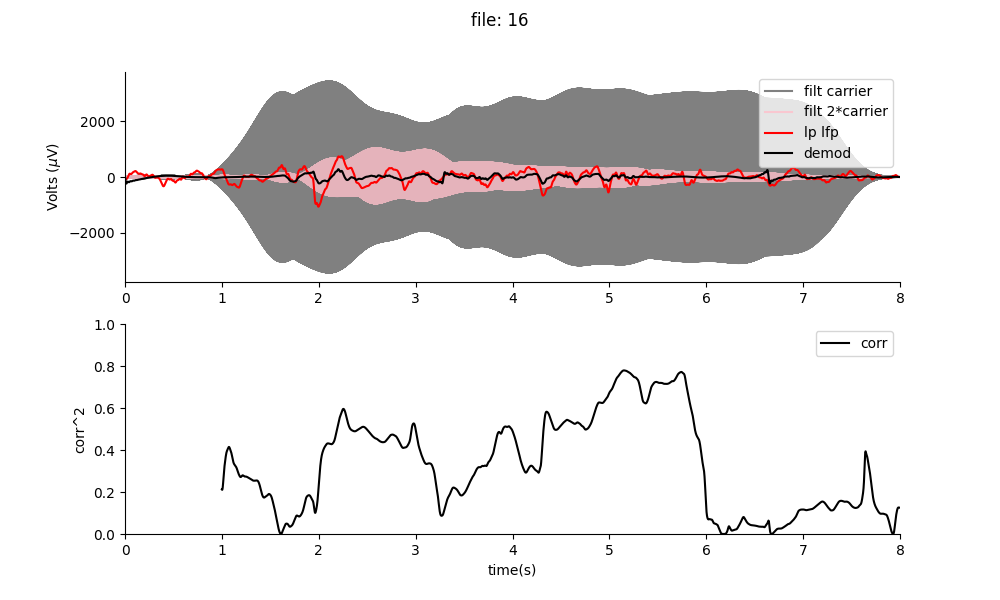 file: 16
Volts (μV)
2000
0
−2000
filt carrier
filt 2*carrier
lp lfp
demod
0 1 2 3 4 5 6 7 8
corr^2
1.0
0.8
0.6
0.4
0.2
0.0
corr
0 1 2 3 4 5 6 7 8
time(s)